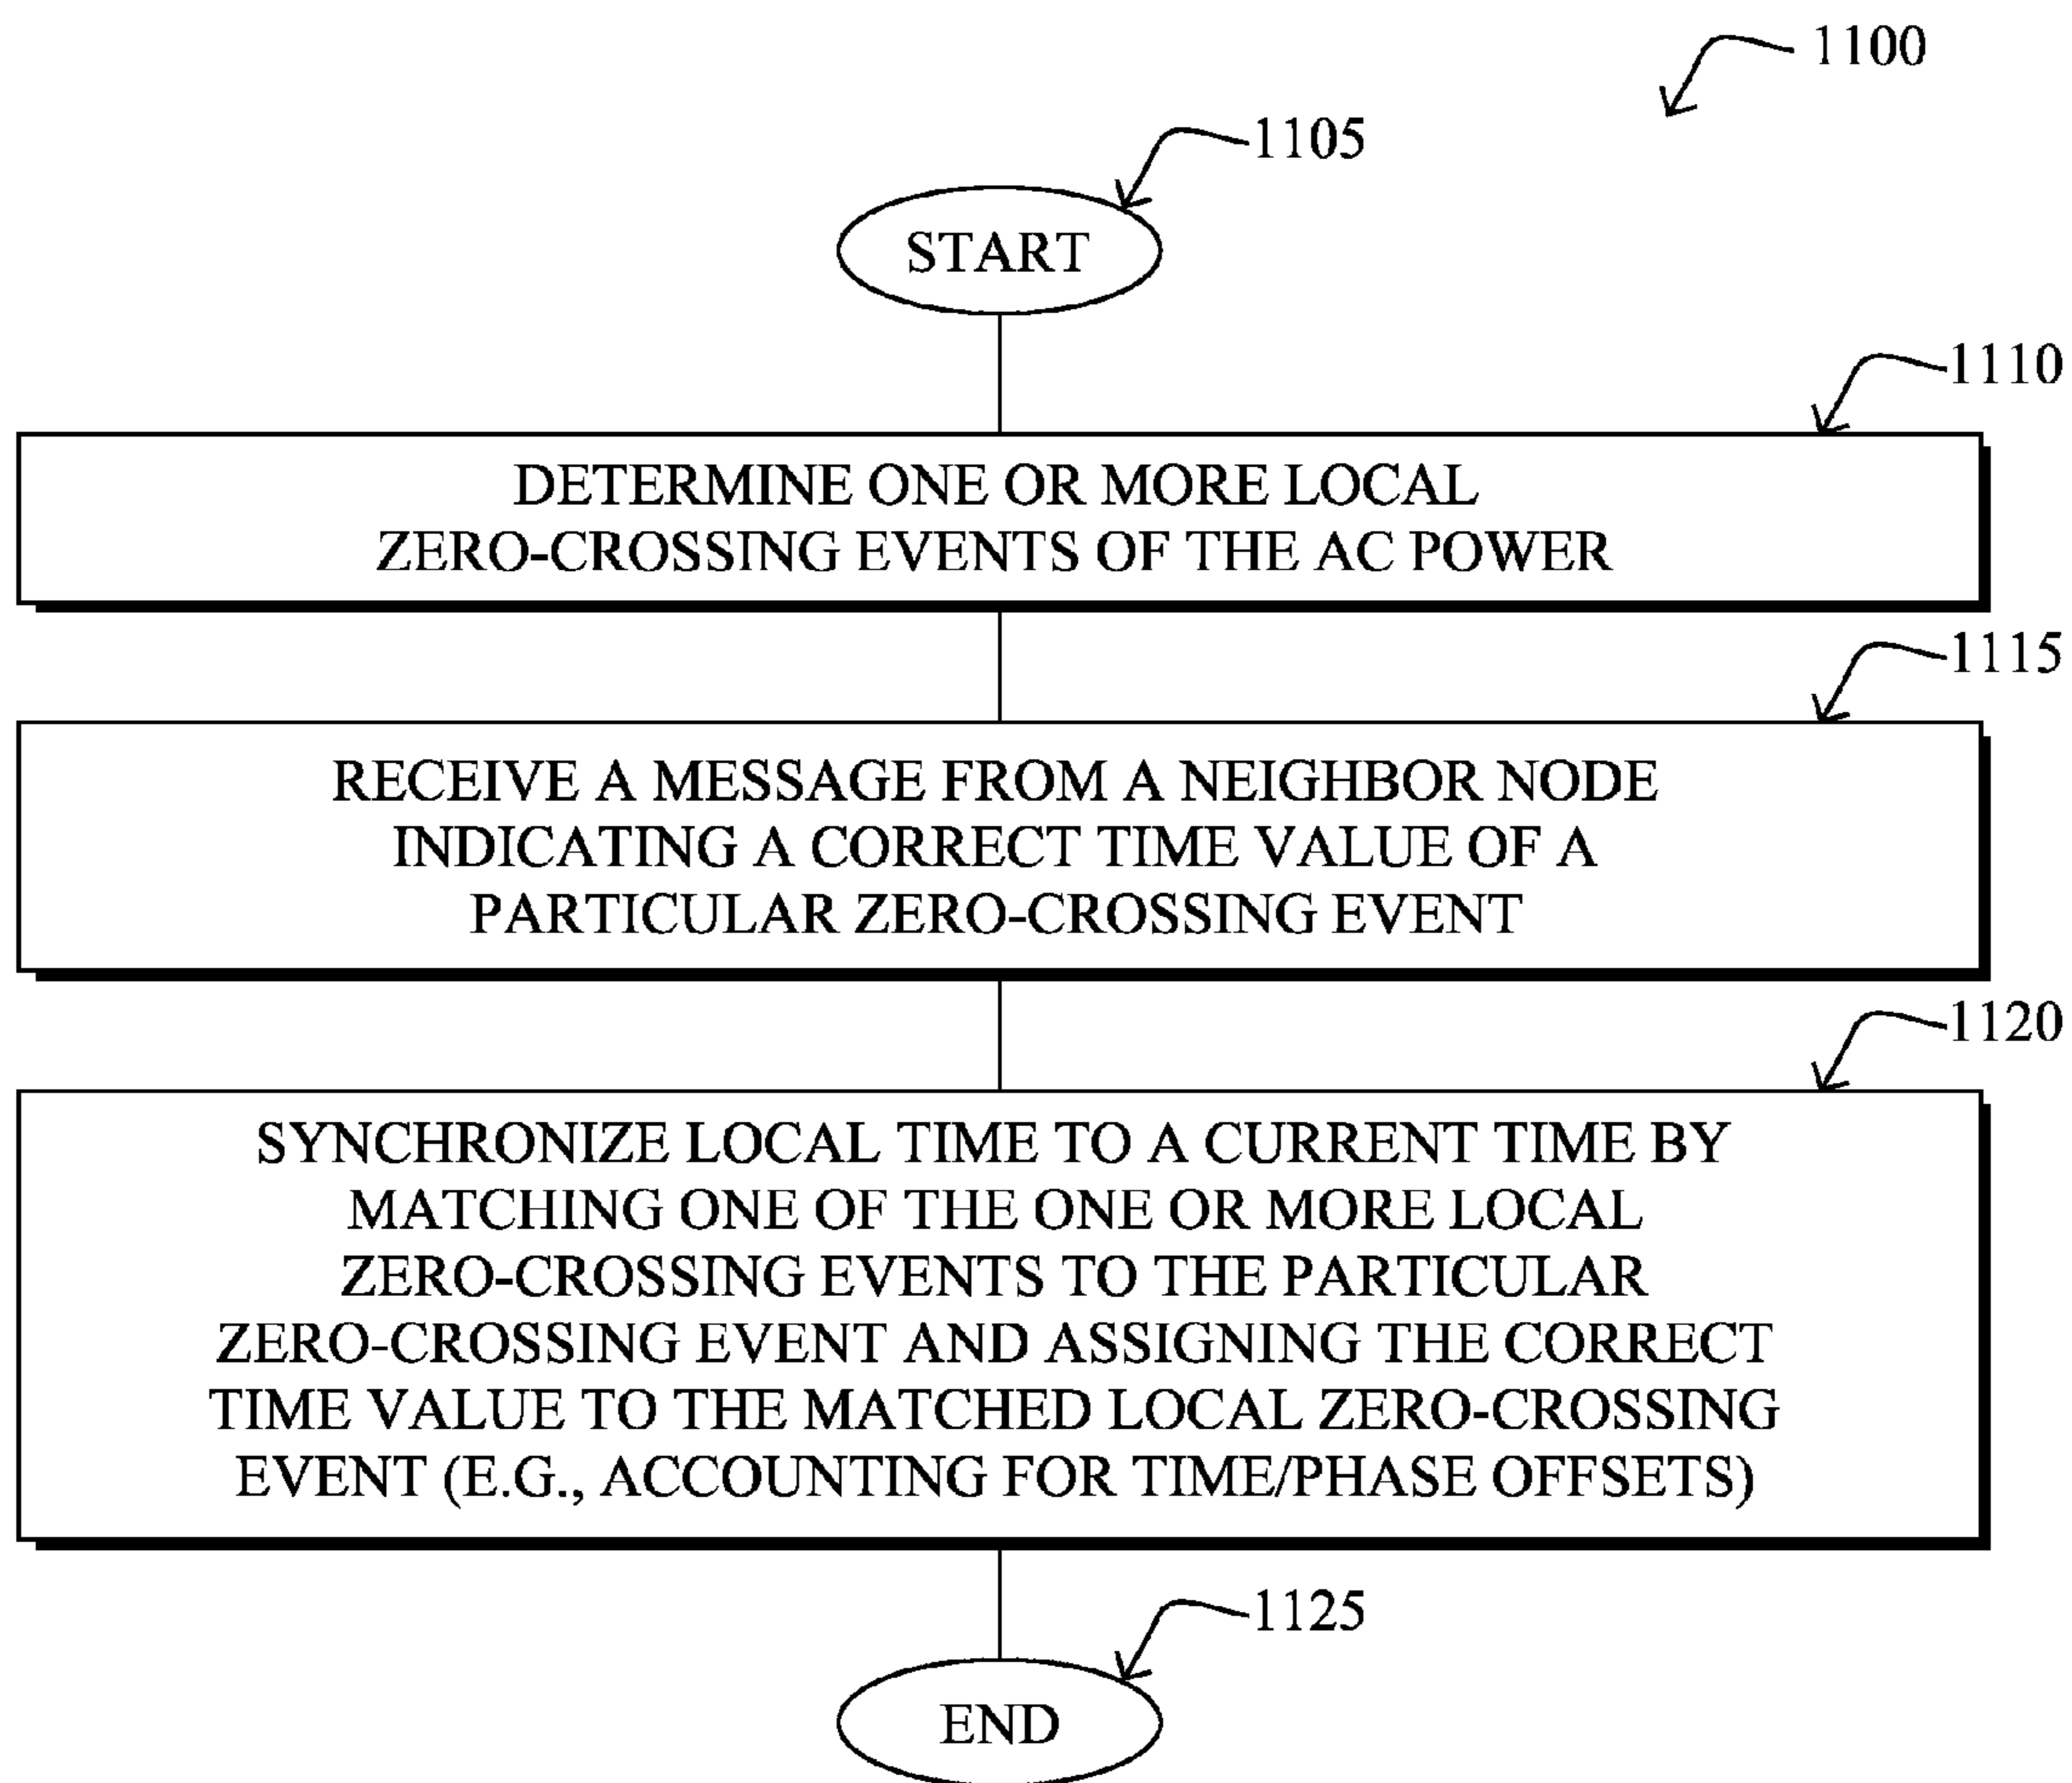 1100
1105
START
1110
DETERMINE ONE OR MORE LOCAL
ZERO-CROSSING EVENTS OF THE AC POWER
1115
RECEIVE A MESSAGE FROM A NEIGHBOR NODE
INDICATING A CORRECT TIME VALUE OF A
PARTICULAR ZERO-CROSSING EVENT
1120
SYNCHRONIZE LOCAL TIME TO A CURRENT TIME BY
MATCHING ONE OF THE ONE OR MORE LOCAL
ZERO-CROSSING EVENTS TO THE PARTICULAR
ZERO-CROSSING EVENT AND ASSIGNING THE CORRECT
TIME VALUE TO THE MATCHED LOCAL ZERO-CROSSING
EVENT (E.G., ACCOUNTING FOR TIME/PHASE OFFSETS)
1125
END